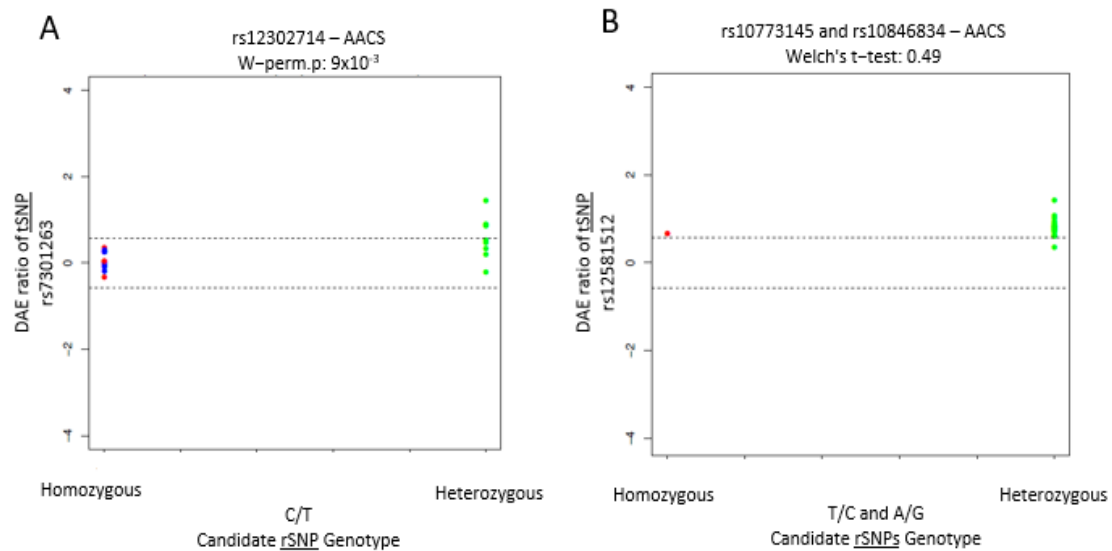 A
rs12302714 – AACS
W–perm.p: 9x10⁻³
4
2
0
-2
-4
DAE ratio of tSNP
rs7301263
Homozygous
Heterozygous
C/T
Candidate rSNP Genotype
B
rs10773145 and rs10846834 – AACS
Welch's t–test: 0.49
4
2
0
-2
-4
DAE ratio of tSNP
rs12581512
Homozygous
Heterozygous
T/C and A/G
Candidate rSNPs Genotype